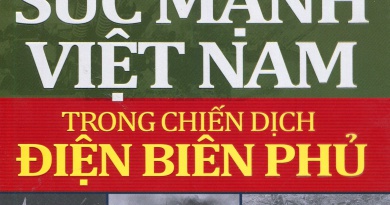 SỨC MẠNH
VIỆT NAM
TRONG CHIẾN DỊCH
ĐIỆN BIÊN PHỦ